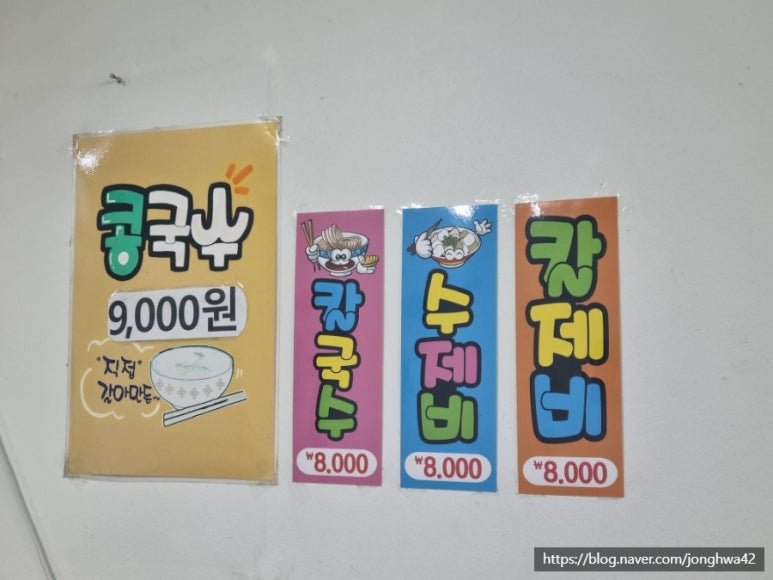 콩국수
9,000원
"직접"
갈아만든~
칼국수
₩8.000
수제비
₩8.000
칼제비
₩8.000
https://blog.naver.com/jonghwa42